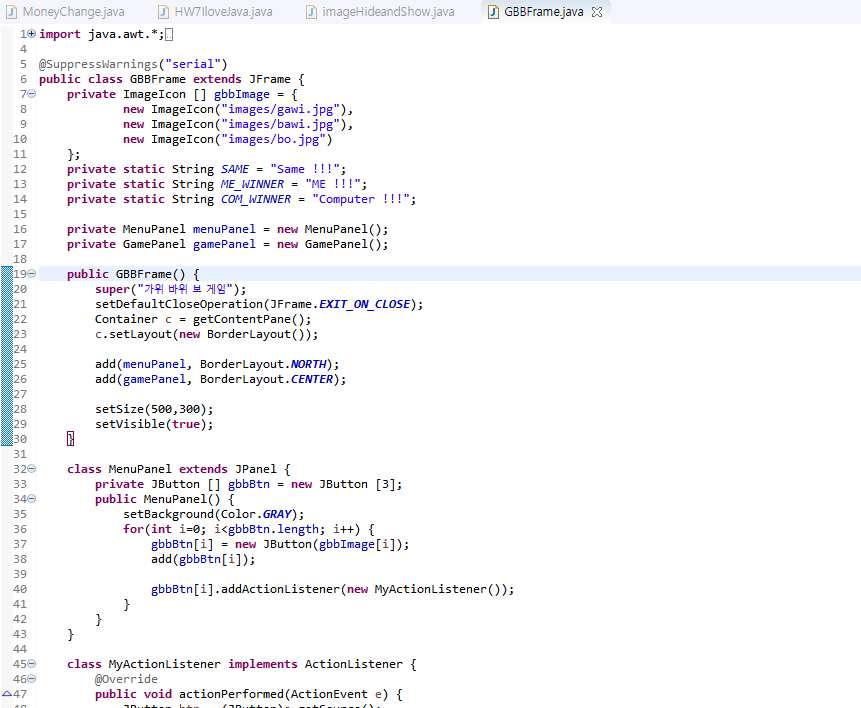 MoneyChange.java HW7IloveJava.java imageHideandShow.java GBBFrame.java
1 import java.awt.*;
4
5 @SuppressWarnings("serial")
6 public class GBBFrame extends JFrame {
7 private ImageIcon [] gbbImage = {
8 new ImageIcon("images/gawi.jpg"),
9 new ImageIcon("images/bawi.jpg"),
10 new ImageIcon("images/bo.jpg")
11 };
12 private static String SAME = "Same !!!";
13 private static String ME_WINNER = "ME !!!";
14 private static String COM_WINNER = "Computer !!!";
15
16 private MenuPanel menuPanel = new MenuPanel();
17 private GamePanel gamePanel = new GamePanel();
18
19 public GBBFrame() {
20 super("가위 바위 보 게임");
21 setDefaultCloseOperation(JFrame.EXIT_ON_CLOSE);
22 Container c = getContentPane();
23 c.setLayout(new BorderLayout());
24
25 add(menuPanel, BorderLayout.NORTH);
26 add(gamePanel, BorderLayout.CENTER);
27
28 setSize(500,300);
29 setVisible(true);
30 }
31
32 class MenuPanel extends JPanel {
33 private JButton [] gbbBtn = new JButton [3];
34 public MenuPanel() {
35 setBackground(Color.GRAY);
36 for(int i=0; i<gbbBtn.length; i++) {
37 gbbBtn[i] = new JButton(gbbImage[i]);
38 add(gbbBtn[i]);
39
40 gbbBtn[i].addActionListener(new MyActionListener());
41 }
42 }
43 }
44
45 class MyActionListener implements ActionListener {
46 @Override
47 public void actionPerformed(ActionEvent e) {